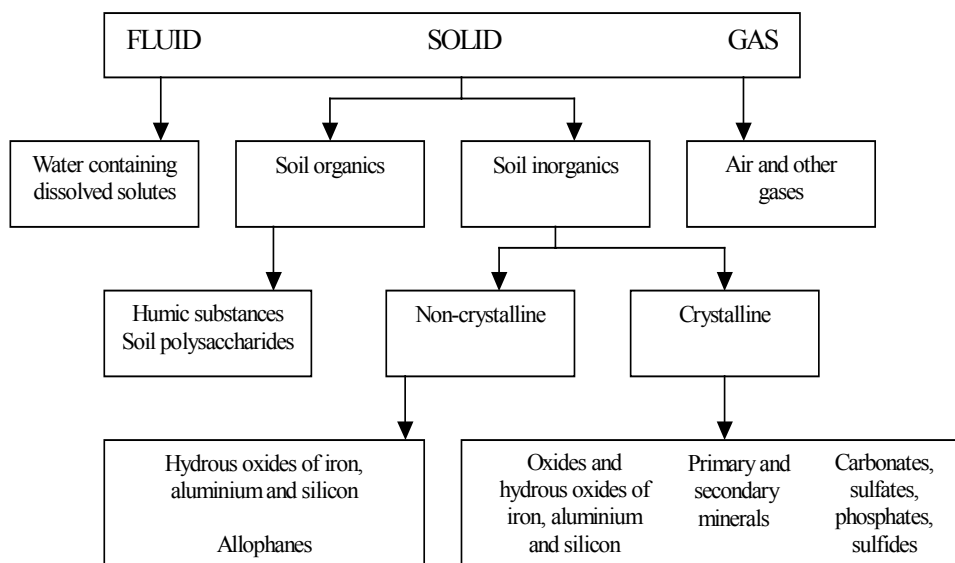 FLUID SOLID GAS
Water containing
dissolved solutes
Soil organics
Soil inorganics
Air and other
gases
Humic substances
Soil polysaccharides
Non-crystalline
Crystalline
Hydrous oxides of iron,
aluminium and silicon
Allophanes
Oxides and
hydrous oxides of
iron, aluminium
and silicon
Primary and
secondary
minerals
Carbonates,
sulfates,
phosphates,
sulfides